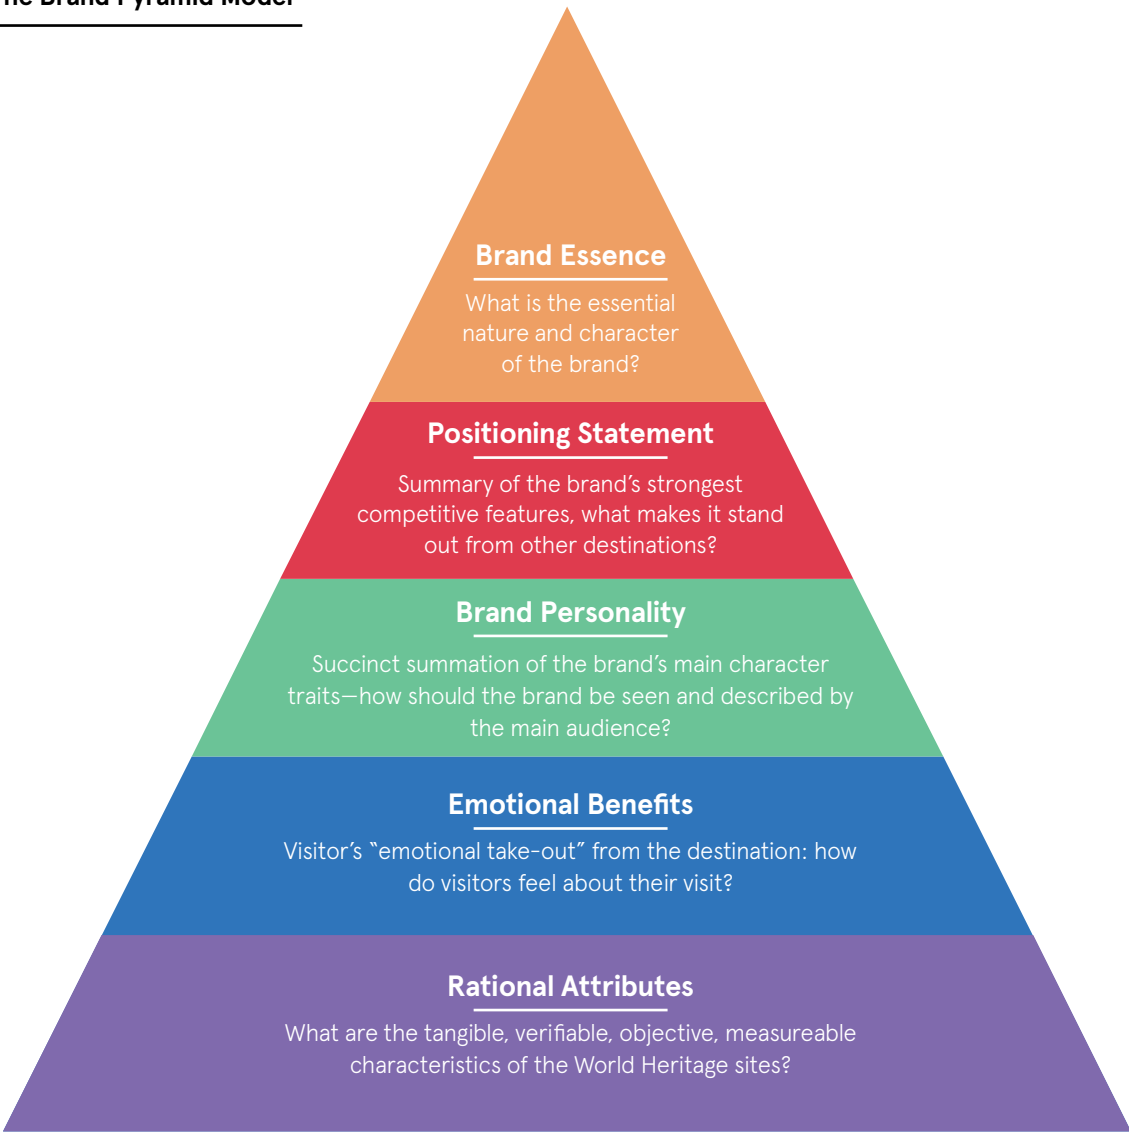 The Brand Pyramid Model
Brand Essence
What is the essential
nature and character
of the brand?
Positioning Statement
Summary of the brand’s strongest
competitive features, what makes it stand
out from other destinations?
Brand Personality
Succinct summation of the brand’s main character
traits—how should the brand be seen and described by
the main audience?
Emotional Benefits
Visitor’s “emotional take-out” from the destination: how
do visitors feel about their visit?
Rational Attributes
What are the tangible, verifiable, objective, measureable
characteristics of the World Heritage sites?